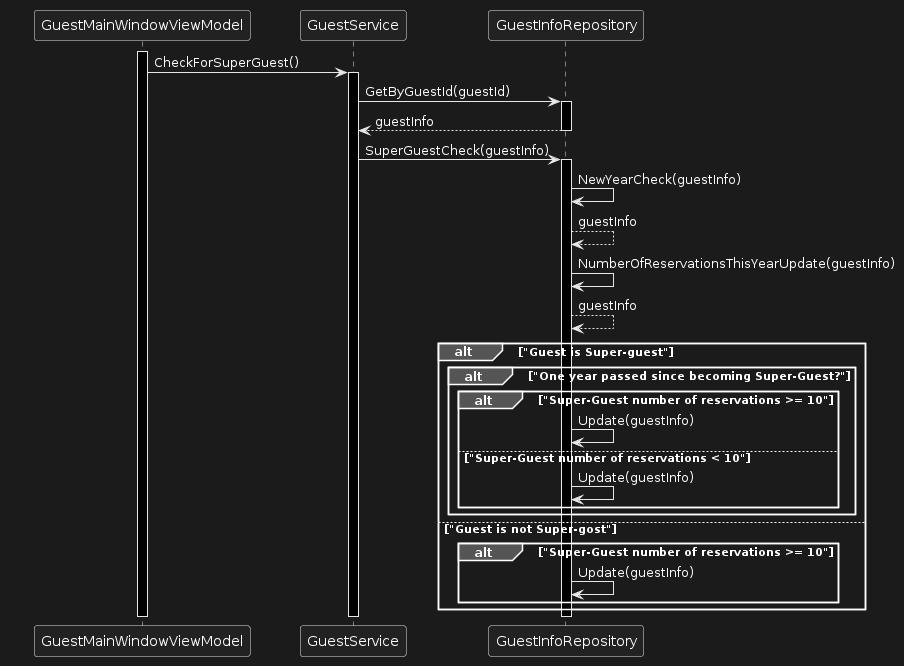 GuestMainWindowViewModel
GuestService
GuestInfoRepository
CheckForSuperGuest()
GetByGuestId(guestId)
guestInfo
SuperGuestCheck(guestInfo)
NewYearCheck(guestInfo)
guestInfo
NumberOfReservationsThisYearUpdate(guestInfo)
guestInfo
alt ["Guest is Super-guest"]
alt ["One year passed since becoming Super-Guest?"]
alt ["Super-Guest number of reservations >= 10"]
Update(guestInfo)
["Super-Guest number of reservations < 10"]
Update(guestInfo)
["Guest is not Super-gost"]
alt ["Super-Guest number of reservations >= 10"]
Update(guestInfo)
GuestMainWindowViewModel
GuestService
GuestInfoRepository